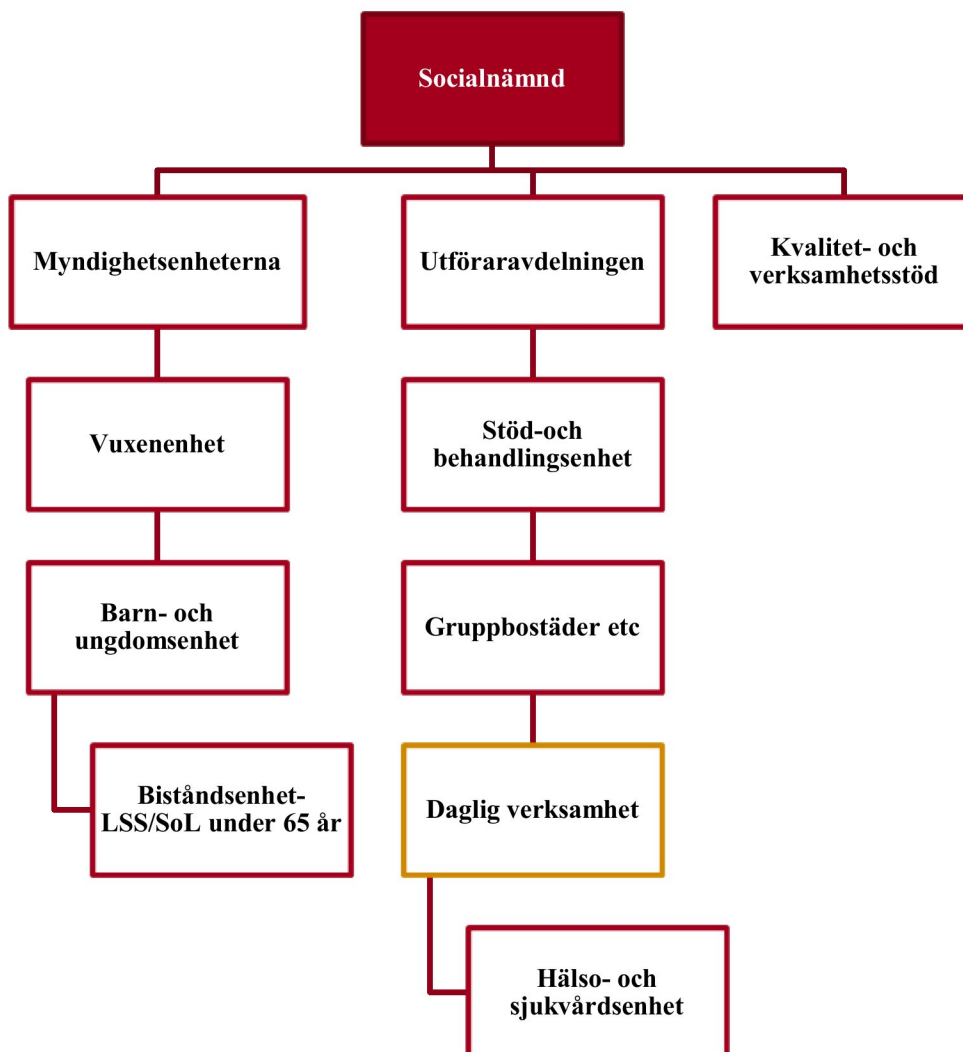 Socialnämnd
Myndighetsenheterna
Utföraravdelningen
Kvalitet- och
verksamhetsstöd
Vuxenenhet
Stöd-och
behandlingsenhet
Barn- och
ungdomsenhet
Gruppbostäder etc
Biståndsenhet-
LSS/SoL under 65 år
Daglig verksamhet
Hälso- och
sjukvårdsenhet